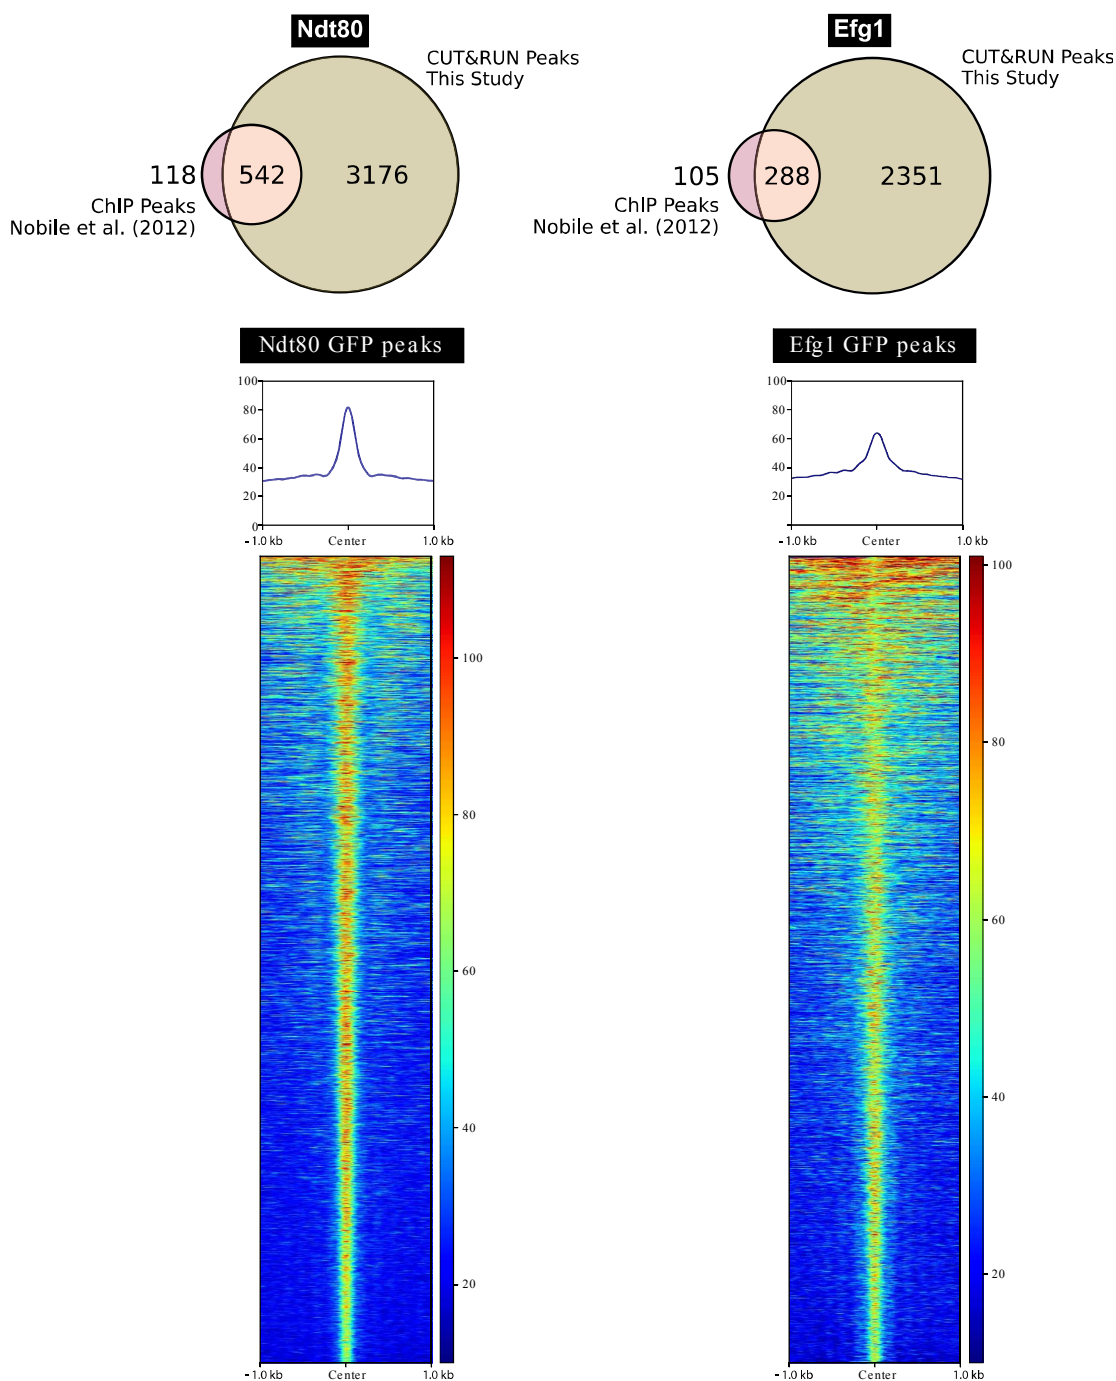 Ndt80
CUT&RUN Peaks
This Study
118
542
3176
ChIP Peaks
Nobile et al. (2012)
Efg1
CUT&RUN Peaks
This Study
105
288
2351
ChIP Peaks
Nobile et al. (2012)
Ndt80 GFP peaks
100
80
60
40
20
0
-1.0 kb
Center
1.0 kb
100
80
60
40
20
-1.0 kb
Center
1.0 kb
Efg1 GFP peaks
100
80
60
40
20
0
-1.0 kb
Center
1.0 kb
100
80
60
40
20
-1.0 kb
Center
1.0 kb